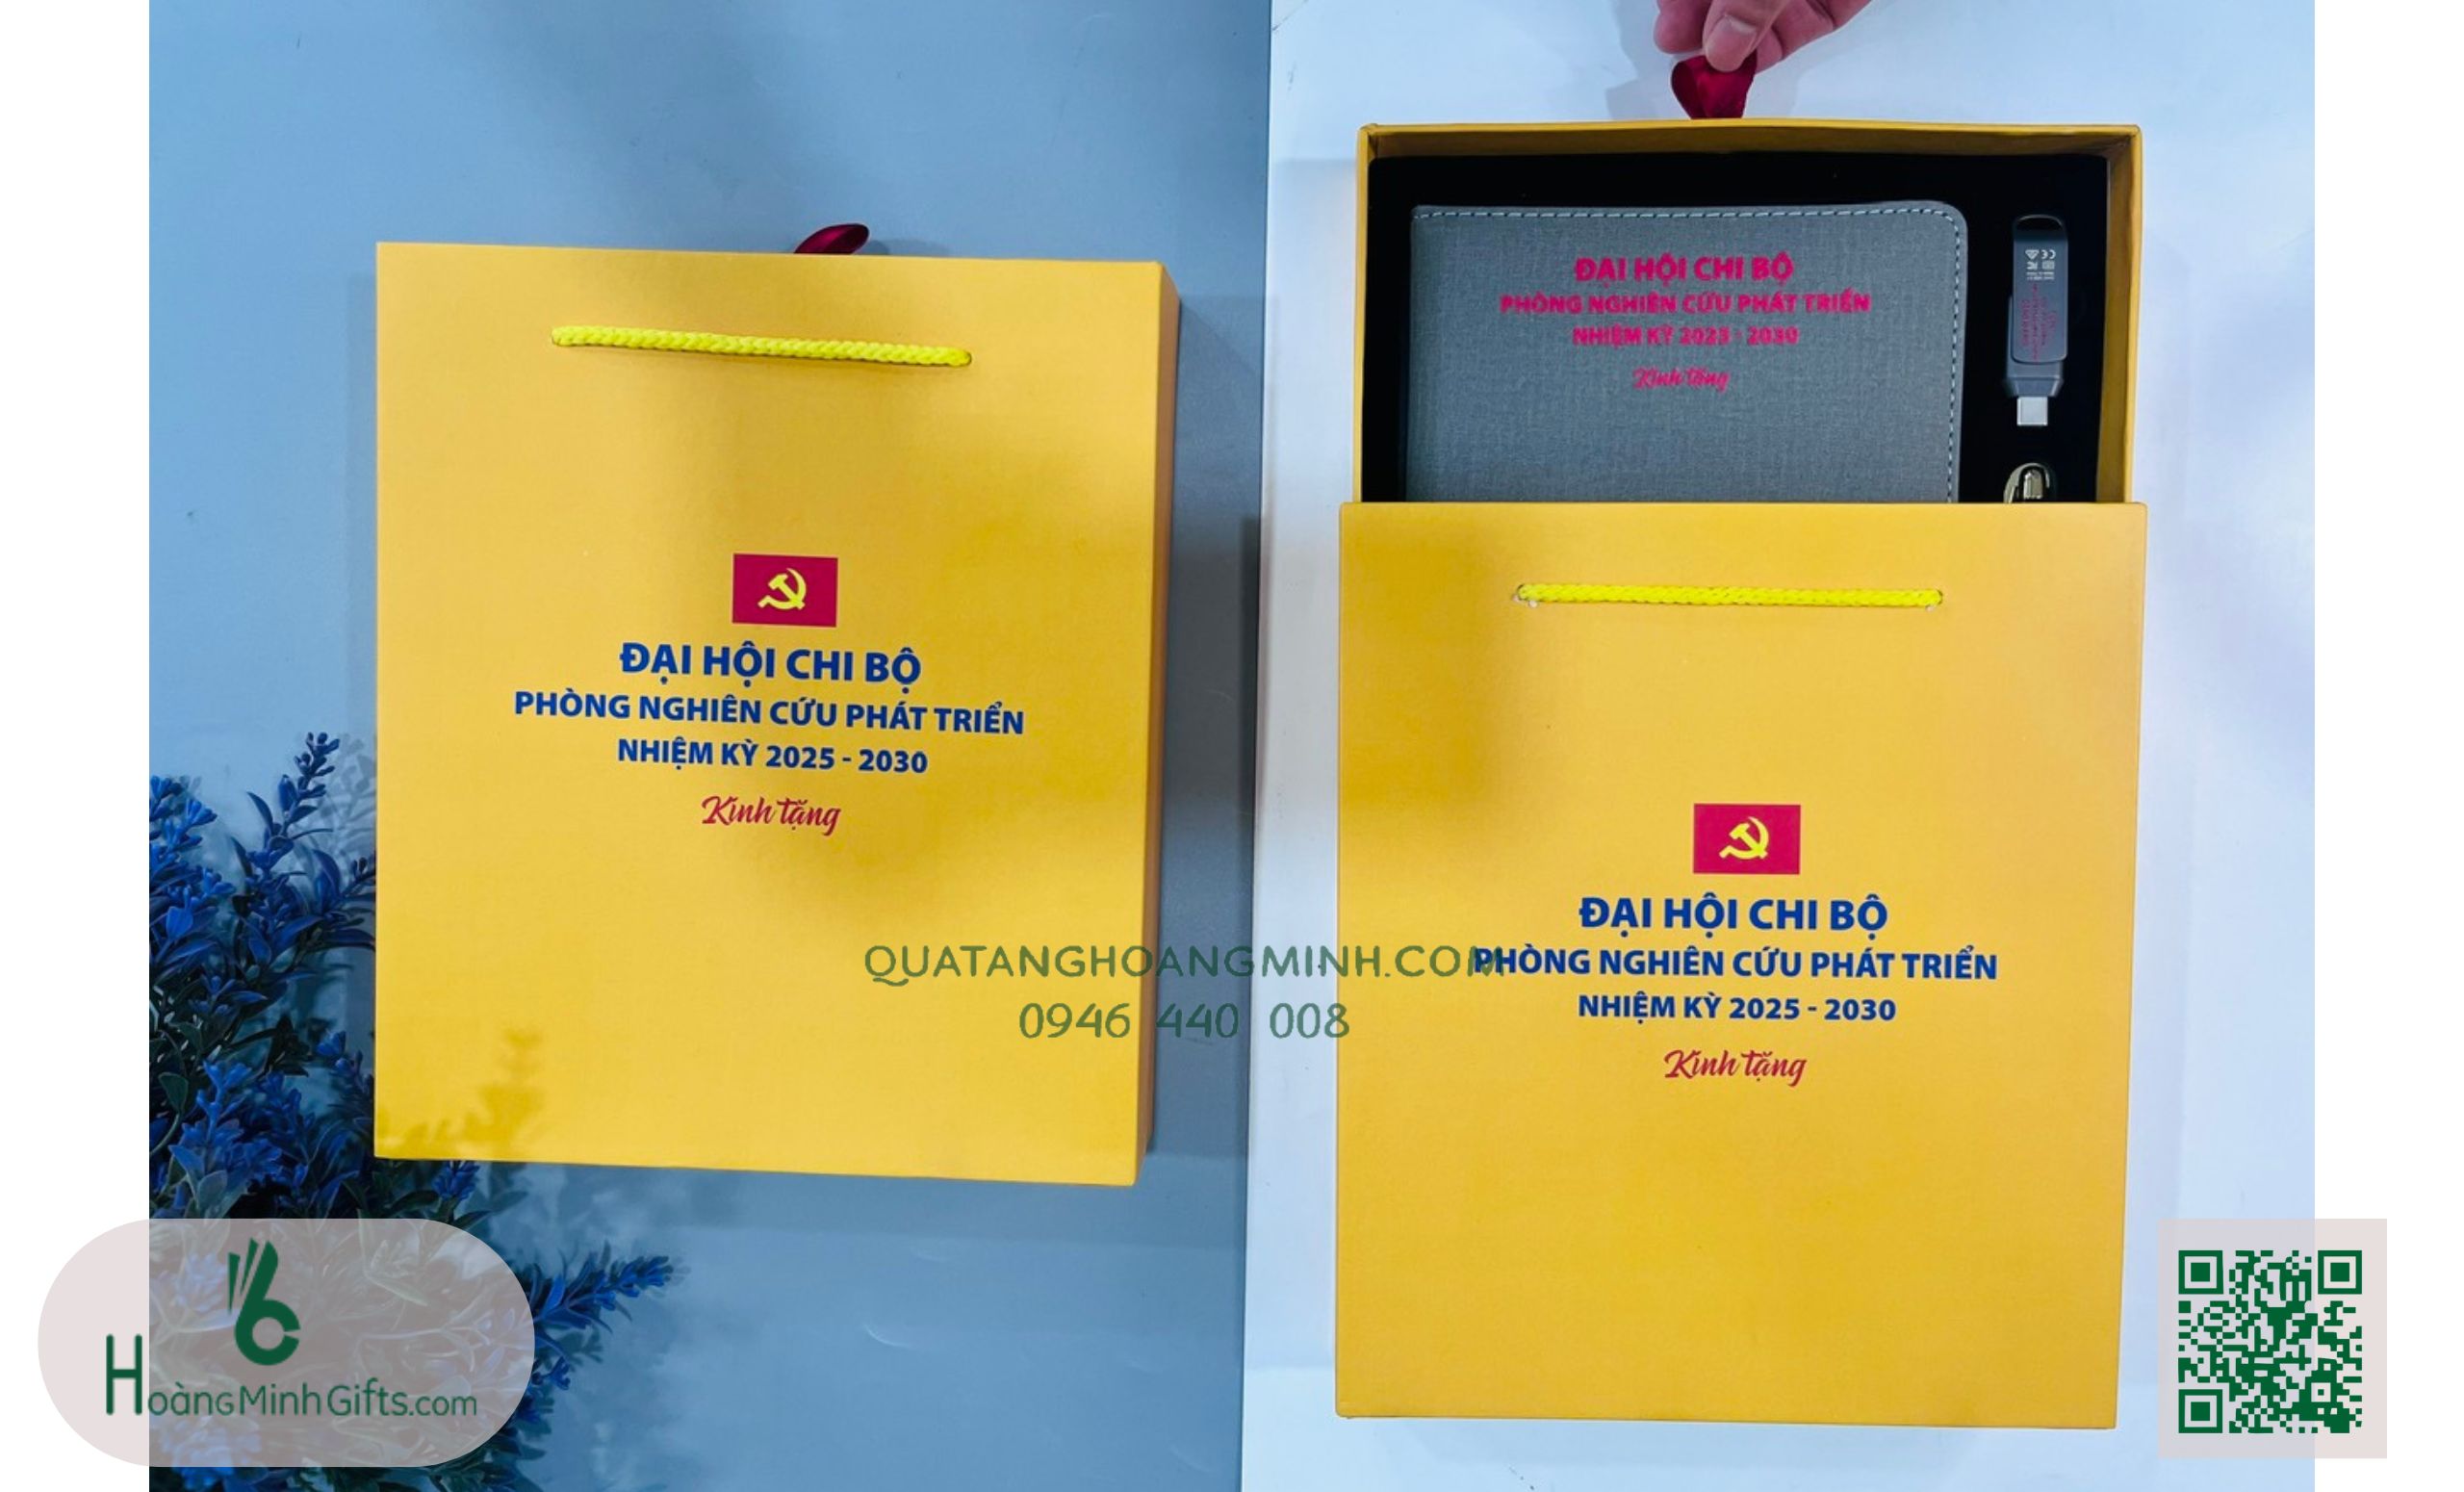 ĐẠI HỘI CHI BỘ
PHÒNG NGHIÊN CỨU PHÁT TRIỂN
NHIỆM KỲ 2025 - 2030
Kính tặng
ĐẠI HỘI CHI BỘ
PHÒNG NGHIÊN CỨU PHÁT TRIỂN
NHIỆM KỲ 2025 - 2030
Kính tặng
ĐẠI HỘI CHI BỘ
PHÒNG NGHIÊN CỨU PHÁT TRIỂN
NHIỆM KỲ 2025 - 2030
Kính tặng
QUATANGHOANGMINH.COM
0946 440 008
HoàngMinhGifts.com